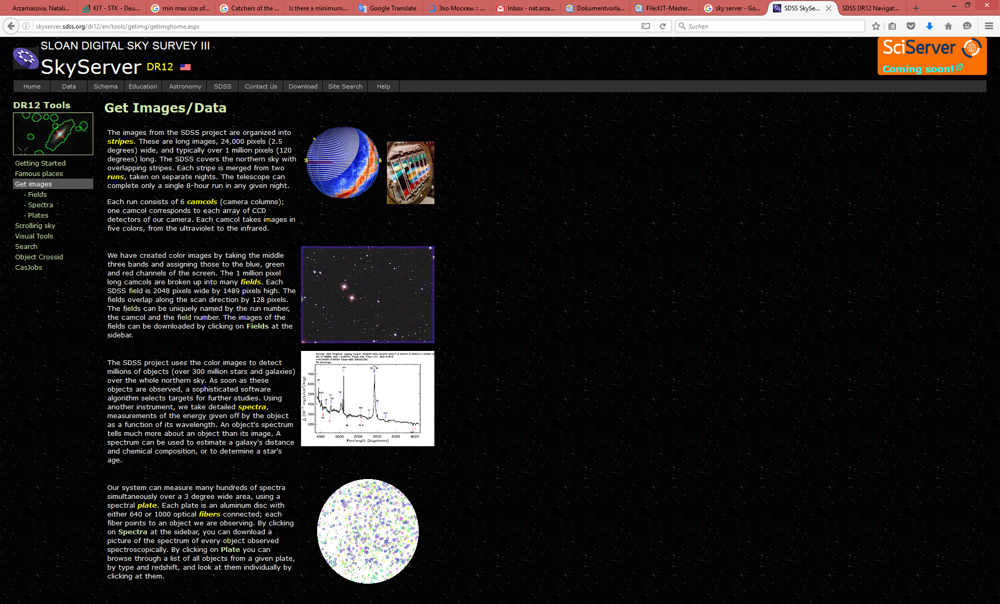 Arzamasova, Natali...
KIT - STK - Deu...
min max size of...
Catchers of the ...
Is there a minimum...
Google Translate
Эхо Москвы :: ...
Inbox - nat.arza...
Dokumentvorla...
File:KIT-Master...
sky server - Go...
SDSS SkySe...
SDSS DR12 Navigat...
skyserver.sdss.org/dr12/en/tools/getimg/getimghome.aspx
Suchen
SLOAN DIGITAL SKY SURVEY III
SkyServer DR12
SciServer
Coming soon!
Home Data Schema Education Astronomy SDSS Contact Us Download Site Search Help
DR12 Tools
Getting Started
Famous places
Get images
- Fields
- Spectra
- Plates
Scrolling sky
Visual Tools
Search
Object Crossid
CasJobs
Get Images/Data
The images from the SDSS project are organized into
stripes. These are long images, 24,000 pixels (2.5
degrees) wide, and typically over 1 million pixels (120
degrees) long. The SDSS covers the northern sky with
overlapping stripes. Each stripe is merged from two
runs, taken on separate nights. The telescope can
complete only a single 8-hour run in any given night.
Each run consists of 6 camcols (camera columns);
one camcol corresponds to each array of CCD
detectors of our camera. Each camcol takes images in
five colors, from the ultraviolet to the infrared.
We have created color images by taking the middle
three bands and assigning those to the blue, green
and red channels of the screen. The 1 million pixel
long camcols are broken up into many fields. Each
SDSS field is 2048 pixels wide by 1489 pixels high. The
fields overlap along the scan direction by 128 pixels.
The fields can be uniquely named by the run number,
the camcol and the field number. The images of the
fields can be downloaded by clicking on Fields at the
sidebar.
The SDSS project uses the color images to detect
millions of objects (over 300 million stars and galaxies)
over the whole northern sky. As soon as these
objects are observed, a sophisticated software
algorithm selects targets for further studies. Using
another instrument, we take detailed spectra,
measurements of the energy given off by the object
as a function of its wavelength. An object's spectrum
tells much more about an object than its image. A
spectrum can be used to estimate a galaxy's distance
and chemical composition, or to determine a star's
age.
No warnings.
700
600
500
400
300
200
4000 5000 6000 7000 8000 9000
Wavelength (Angstroms)
Our system can measure many hundreds of spectra
simultaneously over a 3 degree wide area, using a
spectral plate. Each plate is an aluminum disc with
either 640 or 1000 optical fibers connected; each
fiber points to an object we are observing. By clicking
on Spectra at the sidebar, you can download a
picture of the spectrum of every object observed
spectroscopically. By clicking on Plate you can
browse through a list of all objects from a given plate,
by type and redshift, and look at them individually by
clicking at them.